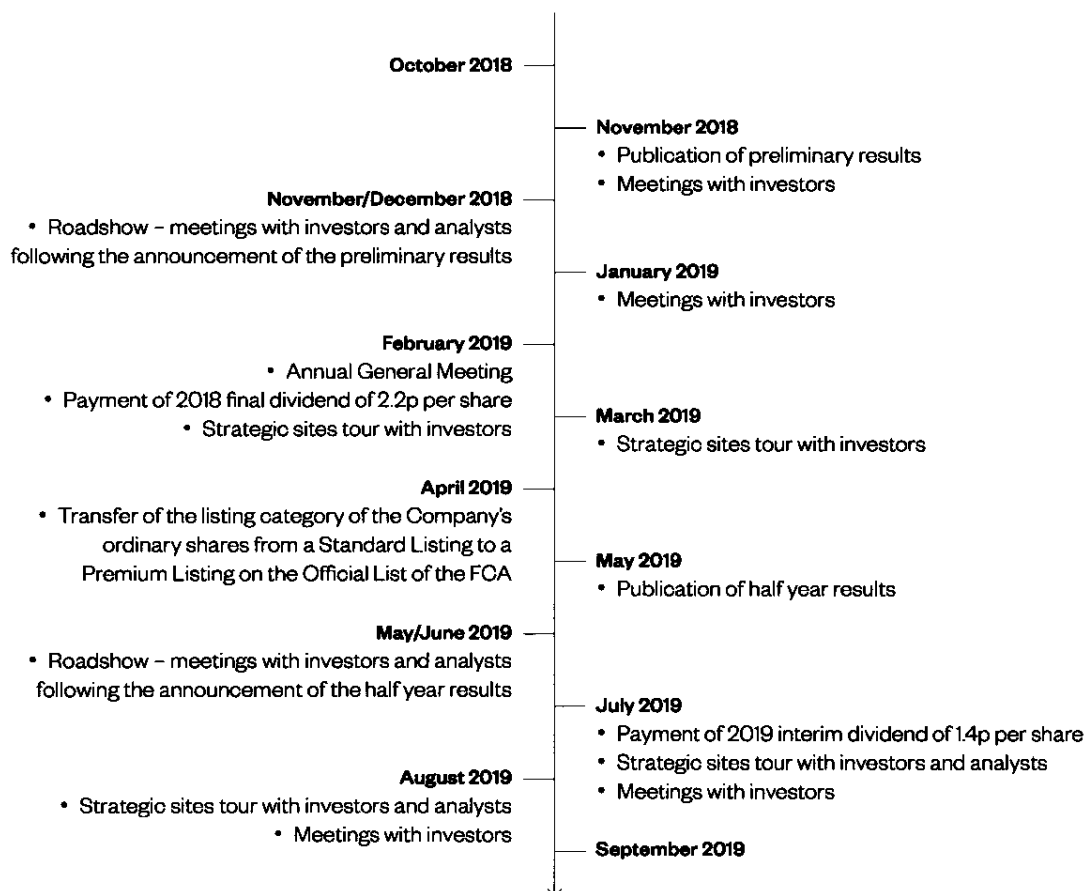 October 2018
November 2018
• Publication of preliminary results
• Meetings with investors
November/December 2018
• Roadshow – meetings with investors and analysts
following the announcement of the preliminary results
January 2019
• Meetings with investors
February 2019
• Annual General Meeting
• Payment of 2018 final dividend of 2.2p per share
• Strategic sites tour with investors
March 2019
• Strategic sites tour with investors
April 2019
• Transfer of the listing category of the Company's
ordinary shares from a Standard Listing to a
Premium Listing on the Official List of the FCA
May 2019
• Publication of half year results
May/June 2019
• Roadshow – meetings with investors and analysts
following the announcement of the half year results
July 2019
• Payment of 2019 interim dividend of 1.4p per share
• Strategic sites tour with investors and analysts
• Meetings with investors
August 2019
• Strategic sites tour with investors and analysts
• Meetings with investors
September 2019